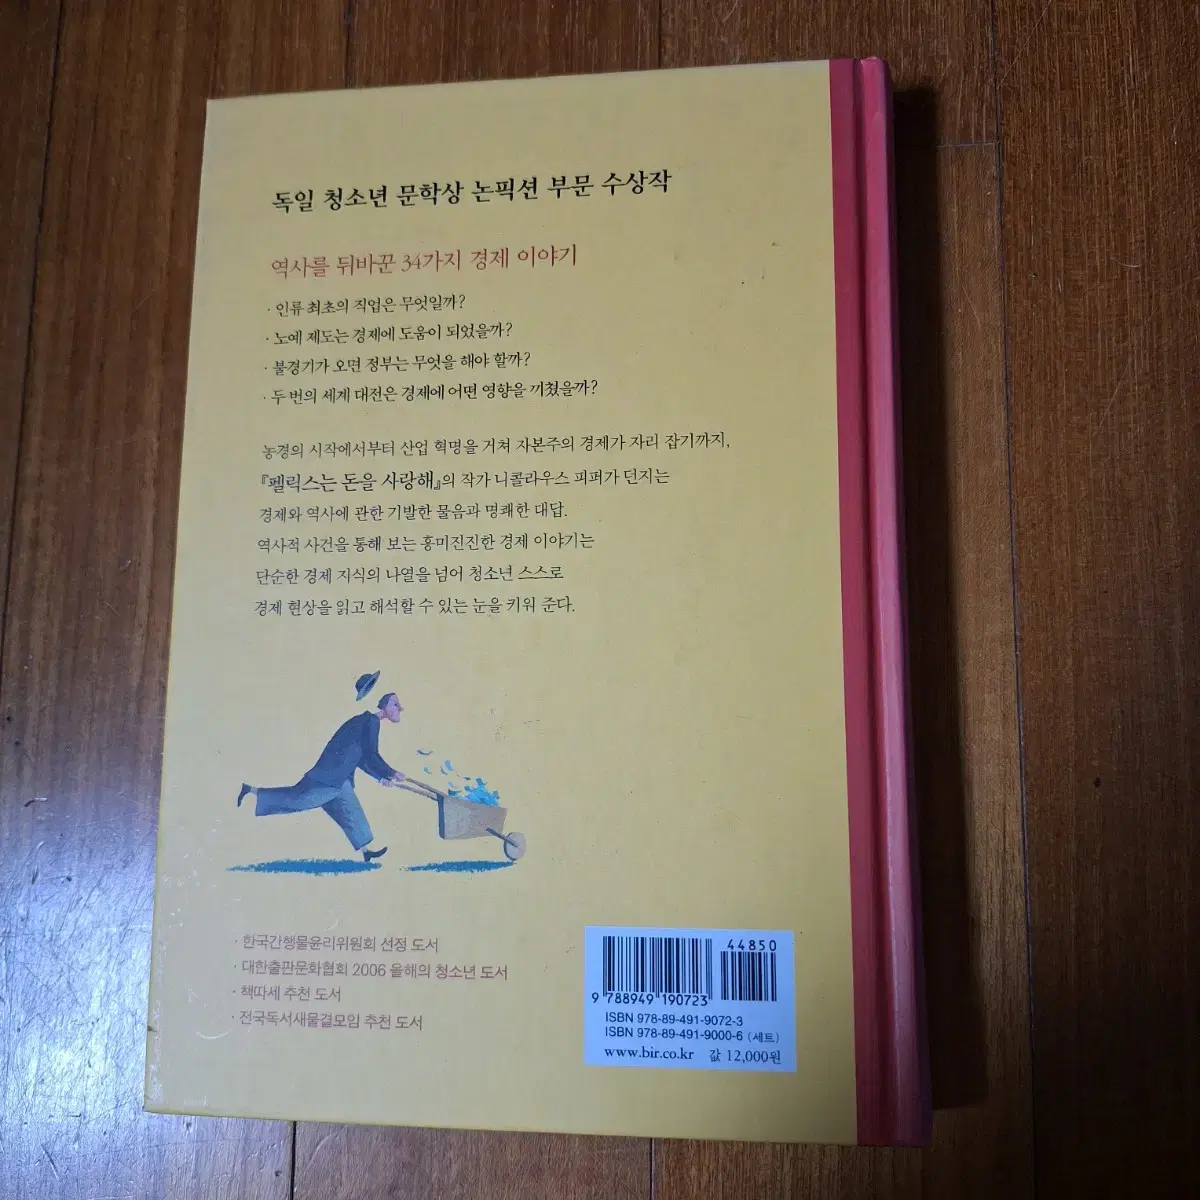 독일 청소년 문학상 논픽션 부문 수상작
역사를 뒤바꾼 34가지 경제 이야기
· 인류 최초의 직업은 무엇일까?
· 노예 제도는 경제에 도움이 되었을까?
· 불경기가 오면 정부는 무엇을 해야 할까?
· 두 번의 세계 대전은 경제에 어떤 영향을 끼쳤을까?
농경의 시작에서부터 산업 혁명을 거쳐 자본주의 경제가 자리 잡기까지,
『펠릭스는 돈을 사랑해』의 작가 니콜라우스 피퍼가 던지는
경제와 역사에 관한 기발한 물음과 명쾌한 대답.
역사적 사건을 통해 보는 흥미진진한 경제 이야기는
단순한 경제 지식의 나열을 넘어 청소년 스스로
경제 현상을 읽고 해석할 수 있는 눈을 키워 준다.
· 한국간행물윤리위원회 선정 도서
· 대한출판문화협회 2006 올해의 청소년 도서
· 책따세 추천 도서
· 전국독서새물결모임 추천 도서
44850
9 788949 190723
ISBN 978-89-491-9072-3
ISBN 978-89-491-9000-6 (세트)
www.bir.co.kr 값 12,000원